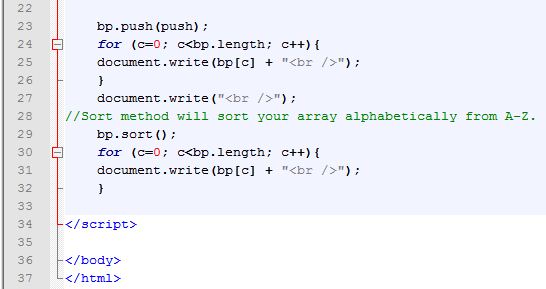 22
23 bp.push(push);
24 for (c=0; c<bp.length; c++){
25 document.write(bp[c] + "<br />");
26 }
27 document.write("<br />");
28 //Sort method will sort your array alphabetically from A-Z.
29 bp.sort();
30 for (c=0; c<bp.length; c++){
31 document.write(bp[c] + "<br />");
32 }
33
34 </script>
35
36 </body>
37 </html>